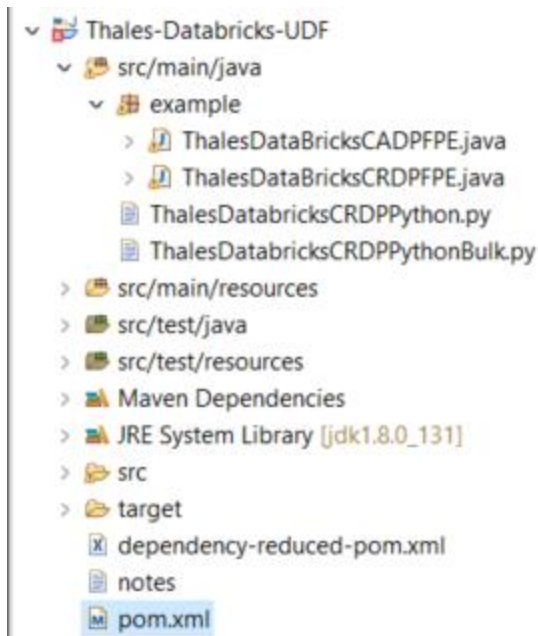 Thales-Databricks-UDF
src/main/java
example
ThalesDataBricksCADPFPE.java
ThalesDataBricksCRDPFPE.java
ThalesDatabricksCRDPPython.py
ThalesDatabricksCRDPPythonBulk.py
src/main/resources
src/test/java
src/test/resources
Maven Dependencies
JRE System Library [jdk1.8.0_131]
src
target
dependency-reduced-pom.xml
notes
pom.xml